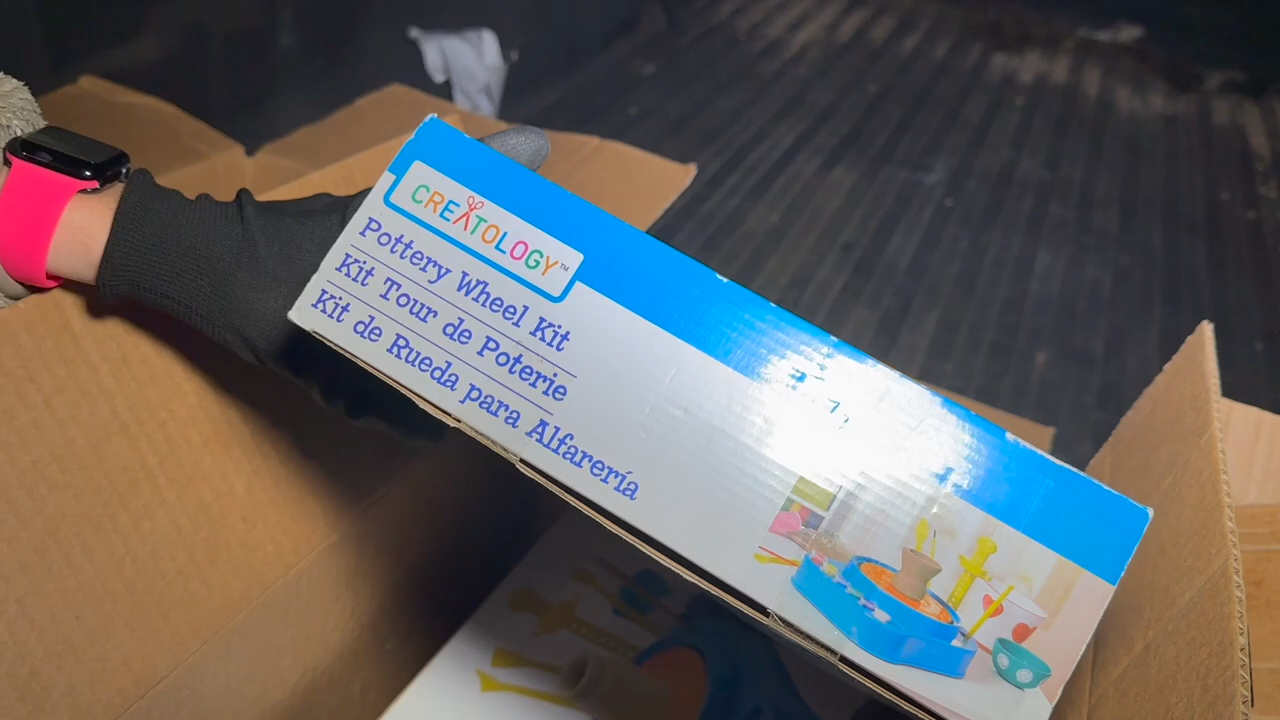 CREATOLOGY™
Pottery Wheel Kit
Kit Tour de Poterie
Kit de Rueda para Alfarería